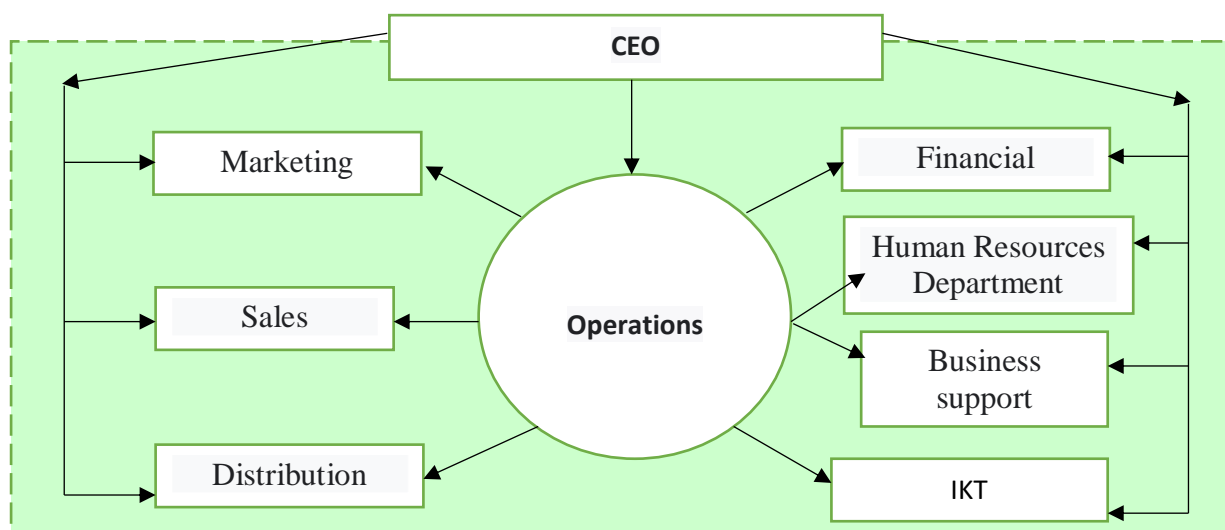 CEO
Marketing
Financial
Human Resources
Department
Sales
Operations
Business
support
Distribution
IKT